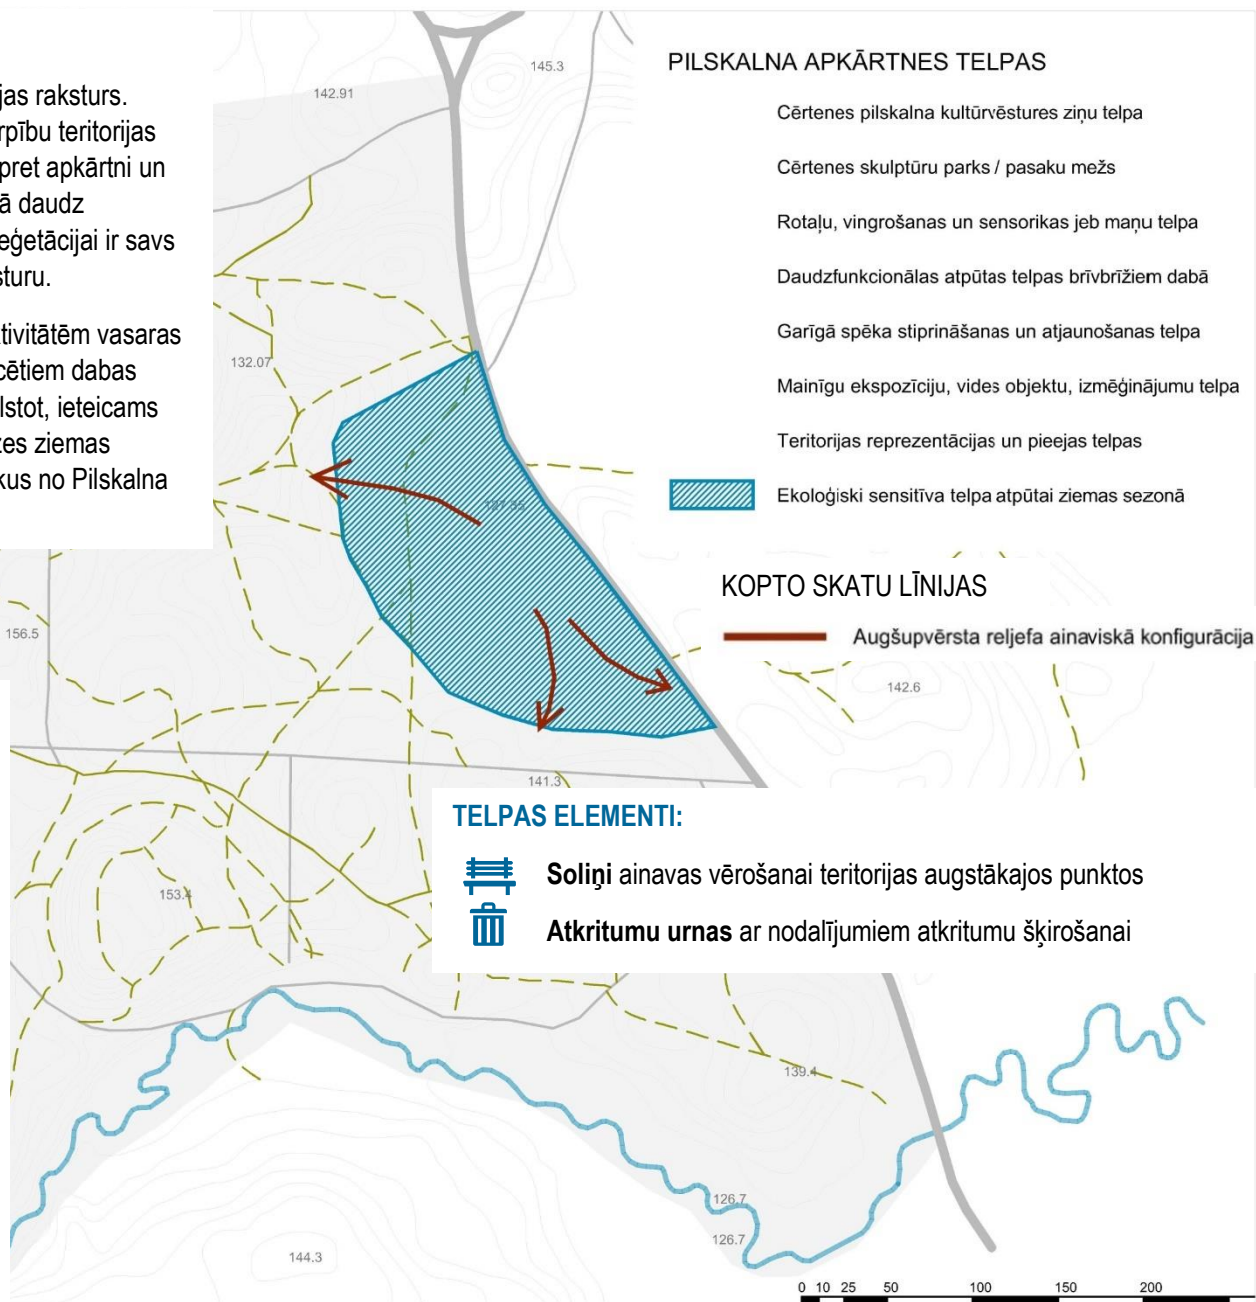 jas raksturs.
rpību teritorijas
pret apkārtni un
ā daudz
eģetācijai ir savs
sturu.
tivitātēm vasaras
cētiem dabas
lstot, ieteicams
zes ziemas
kus no Pilskalna
PILSKALNA APKĀRTNES TELPAS
Cērtenes pilskalna kultūrvēstures ziņu telpa
Cērtenes skulptūru parks / pasaku mežs
Rotaļu, vingrošanas un sensorikas jeb maņu telpa
Daudzfunkcionālas atpūtas telpas brīvbrīžiem dabā
Garīgā spēka stiprināšanas un atjaunošanas telpa
Mainīgu ekspozīciju, vides objektu, izmēģinājumu telpa
Teritorijas reprezentācijas un pieejas telpas
Ekoloģiski sensitīva telpa atpūtai ziemas sezonā
KOPTO SKATU LĪNIJAS
Augšupvērsta reljefa ainaviskā konfigurācija
145.3
142.91
132.07
127.35
156.5
142.6
141.3
TELPAS ELEMENTI:
Soliņi ainavas vērošanai teritorijas augstākajos punktos
Atkritumu urnas ar nodalījumiem atkritumu šķirošanai
153.4
139.4
126.7
126.7
144.3
0 10 25 50 100 150 200